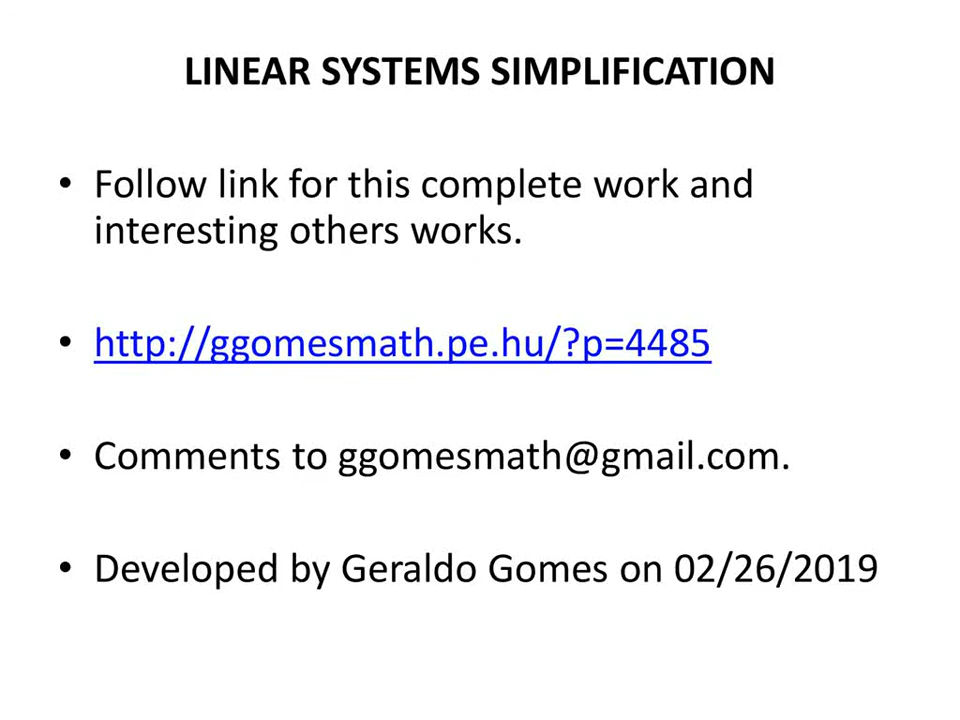 LINEAR SYSTEMS SIMPLIFICATION
• Follow link for this complete work and
interesting others works.
• http://ggomesmath.pe.hu/?p=4485
• Comments to ggomesmath@gmail.com.
• Developed by Geraldo Gomes on 02/26/2019